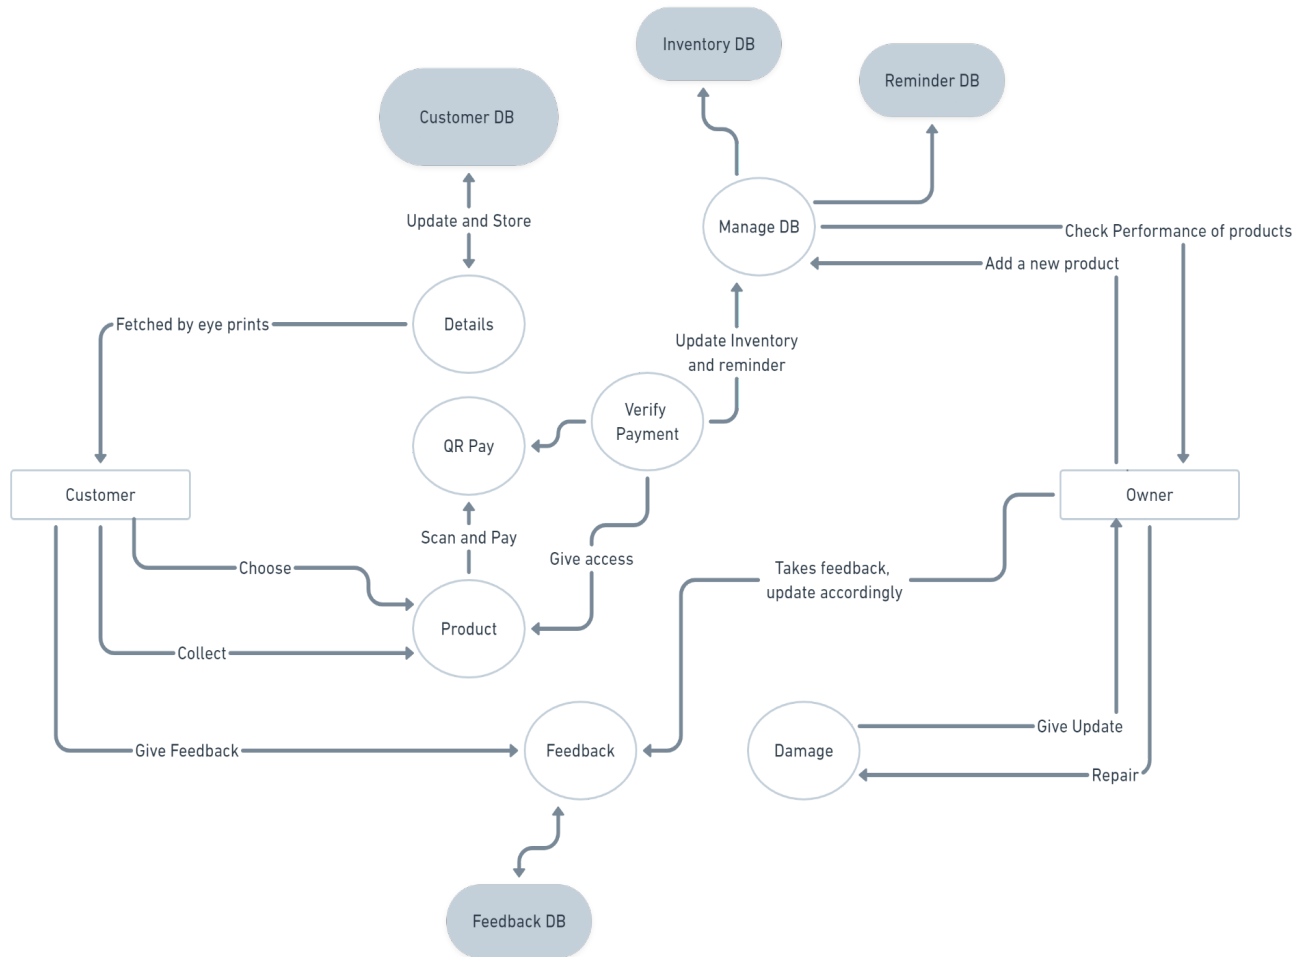 Inventory DB
Reminder DB
Customer DB
Update and Store
Manage DB
Check Performance of products
Add a new product
Details
Fetched by eye prints
Update Inventory
and reminder
Verify
Payment
QR Pay
Customer
Owner
Scan and Pay
Give access
Choose
Takes feedback,
update accordingly
Product
Collect
Give Update
Give Feedback
Feedback
Damage
Repair
Feedback DB